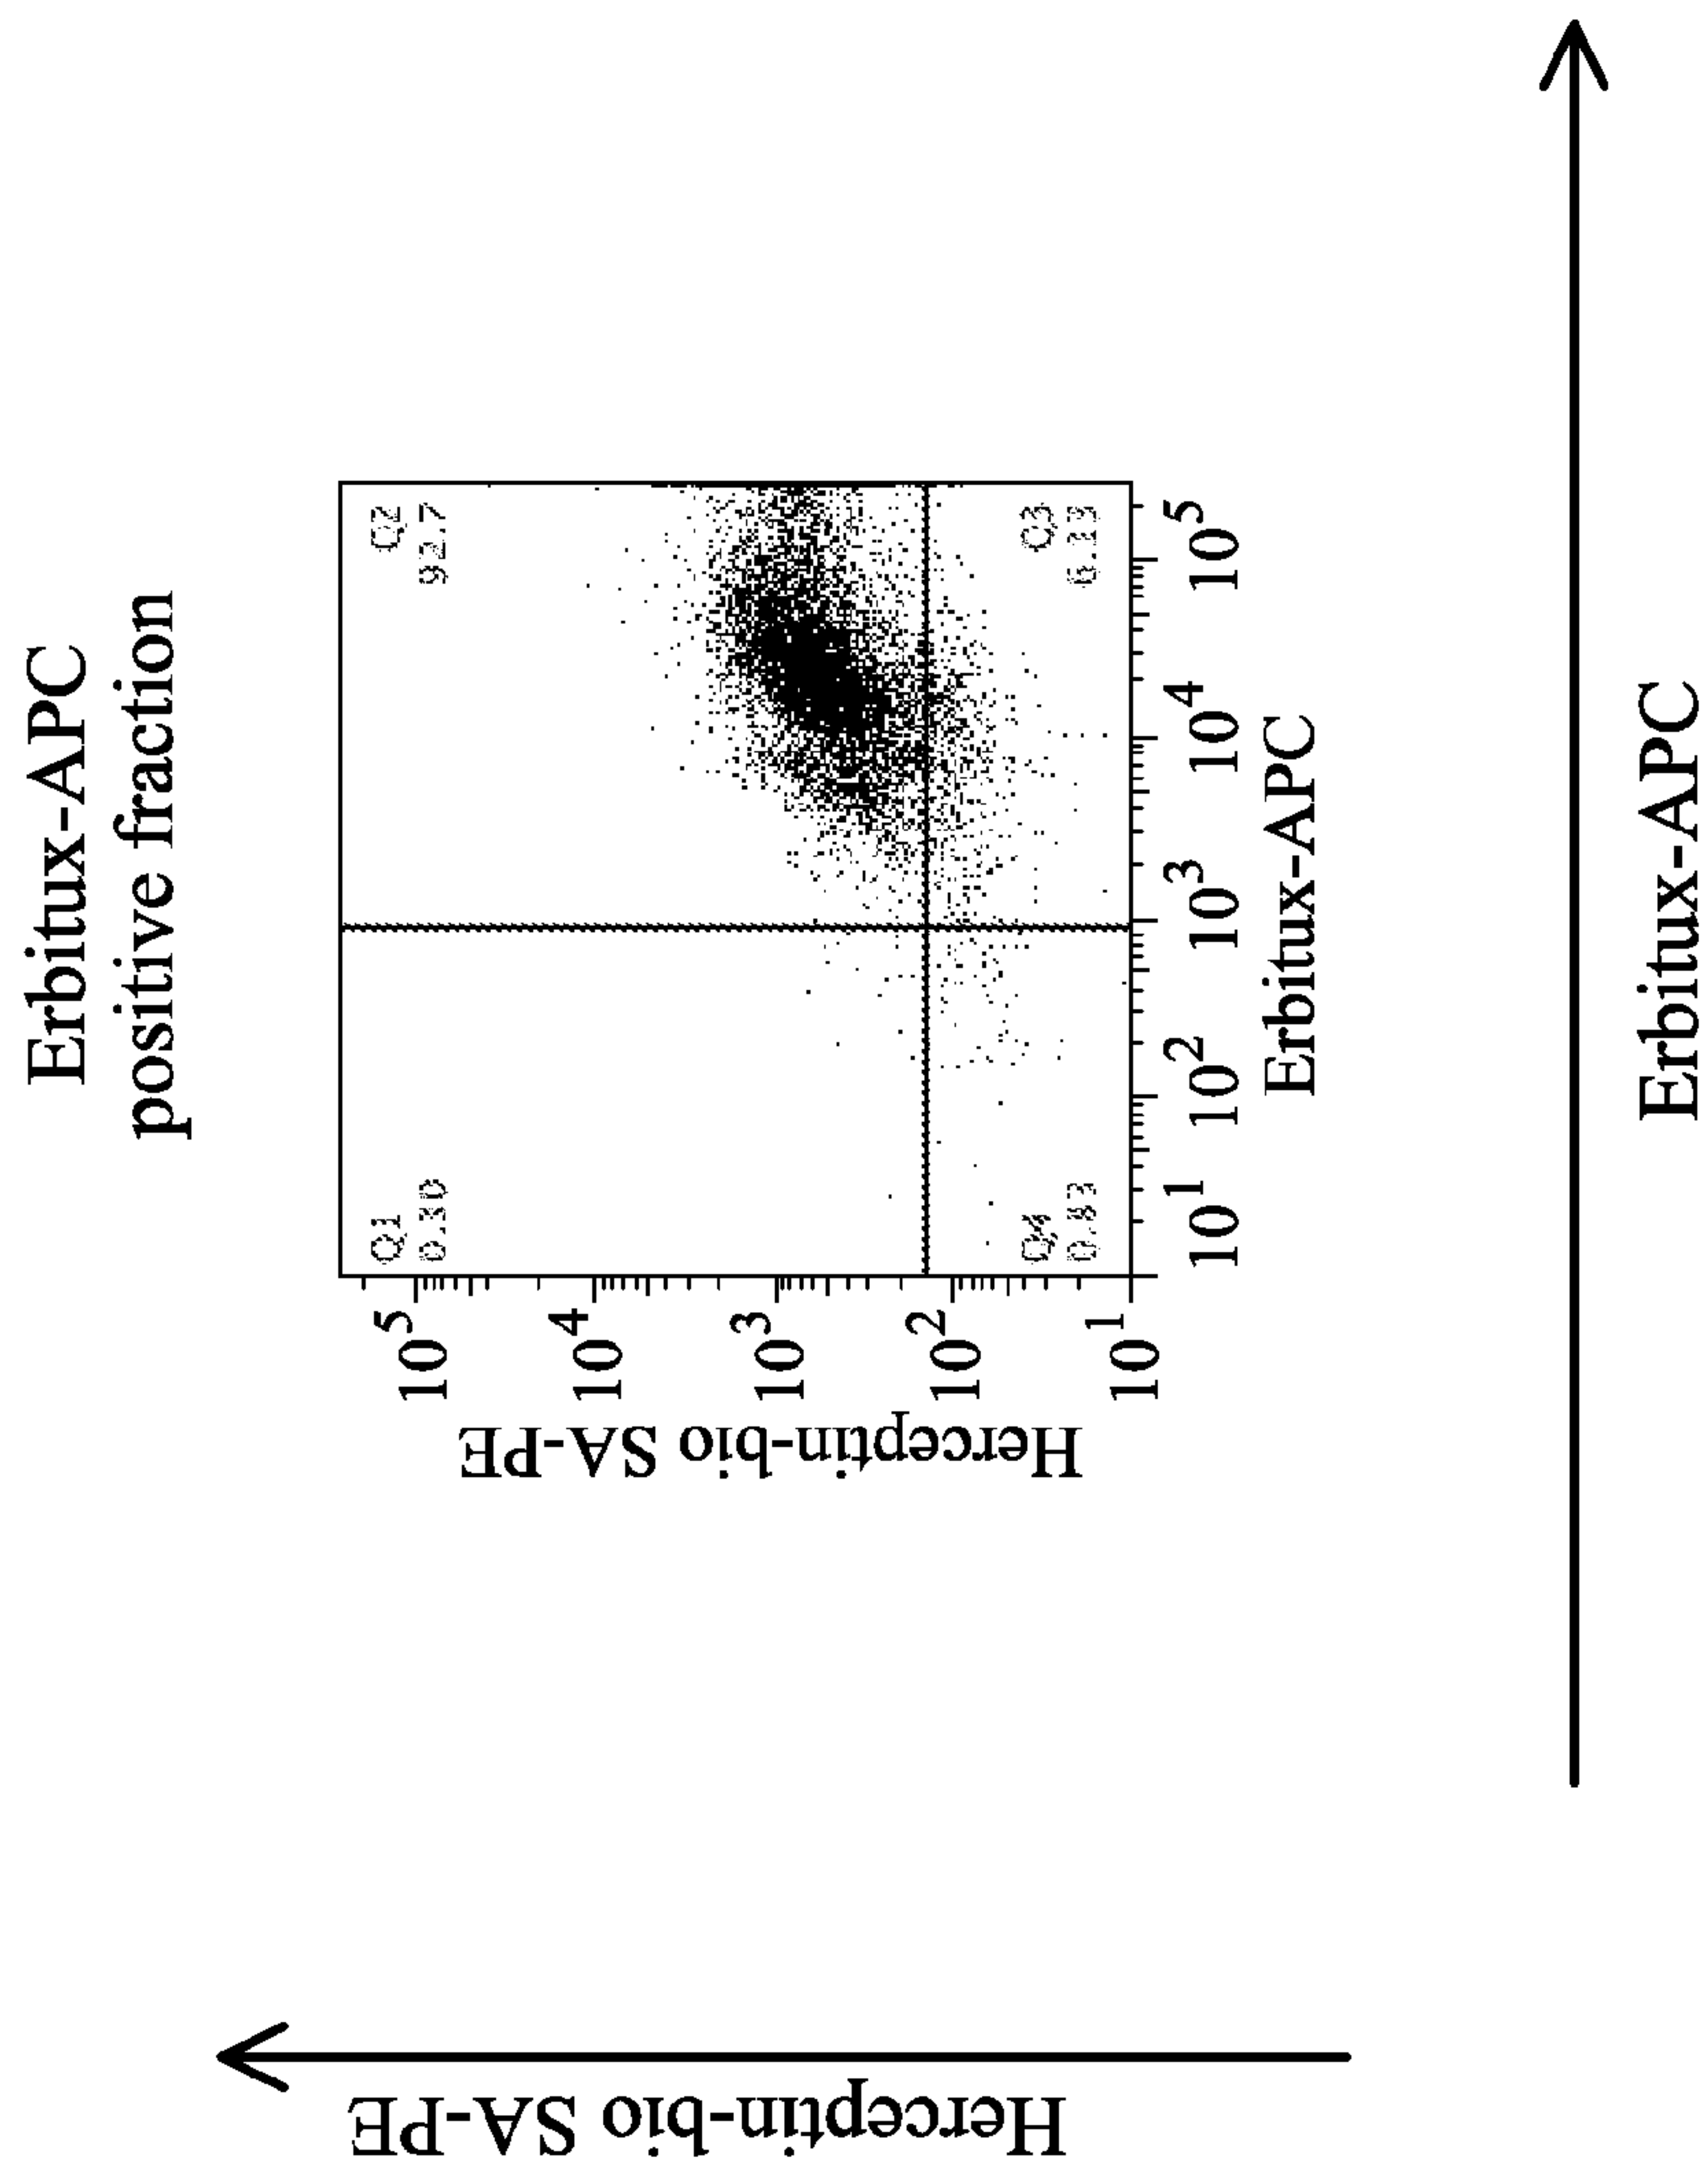 Erbitux-APC
positive fraction
Q1
Q2
92.7
Q3
Q4
Herceptin-bio SA-PE
10^5
10^4
10^3
10^2
10^1
10^1 10^2 10^3 10^4 10^5
Erbitux-APC
Herceptin-bio SA-PE
Erbitux-APC